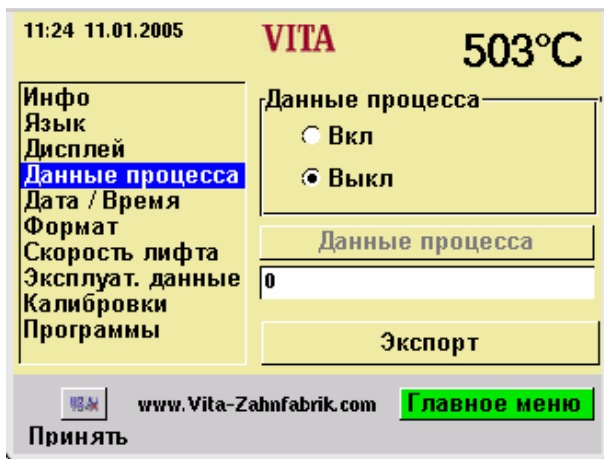 11:24 11.01.2005
VITA
503°C
Инфо
Язык
Дисплей
Данные процесса
Дата / Время
Формат
Скорость лифта
Эксплуат. данные
Калибровки
Программы
Данные процесса
Вкл
Выкл
Данные процесса
0
Экспорт
www.Vita-Zahnfabrik.com
Главное меню
Принять